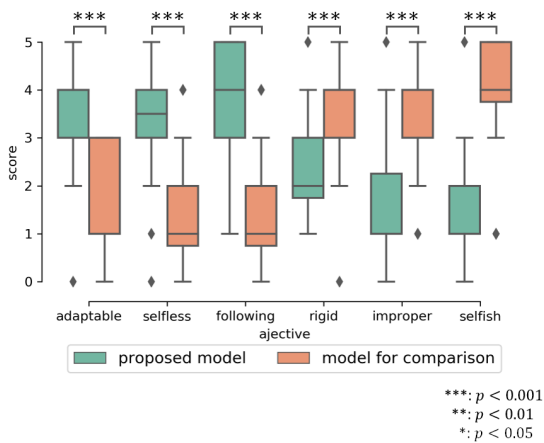 *** *** *** *** *** ***
5
4
3
2
1
0
score
adaptable selfless following rigid improper selfish
ajective
proposed model model for comparison
***: p < 0.001
**: p < 0.01
*: p < 0.05